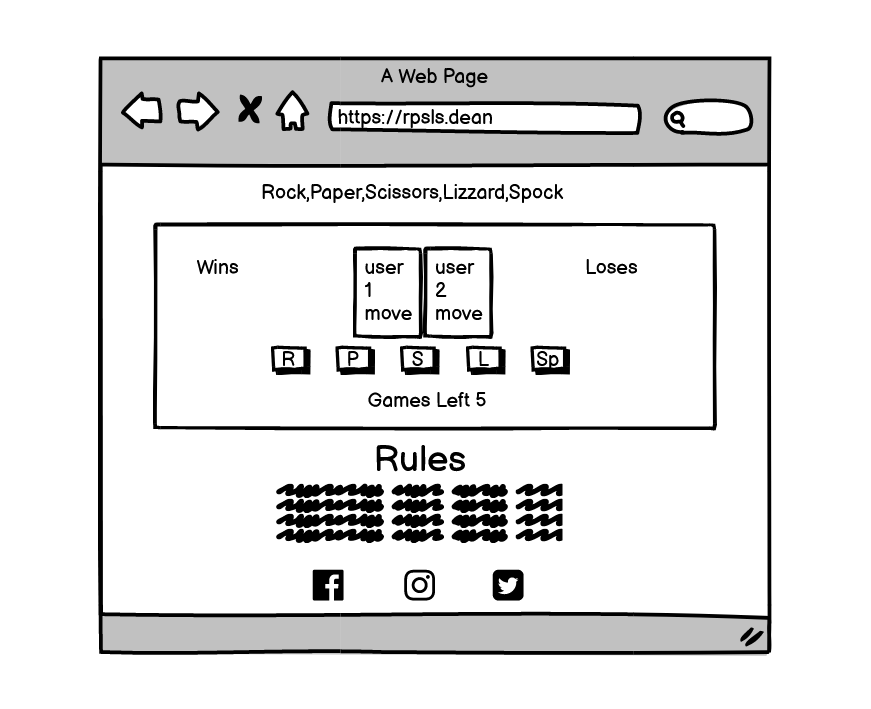 A Web Page
https://rpsls.dean
Rock,Paper,Scissors,Lizzard,Spock
Wins
user
1
move
user
2
move
Loses
R P S L Sp
Games Left 5
Rules